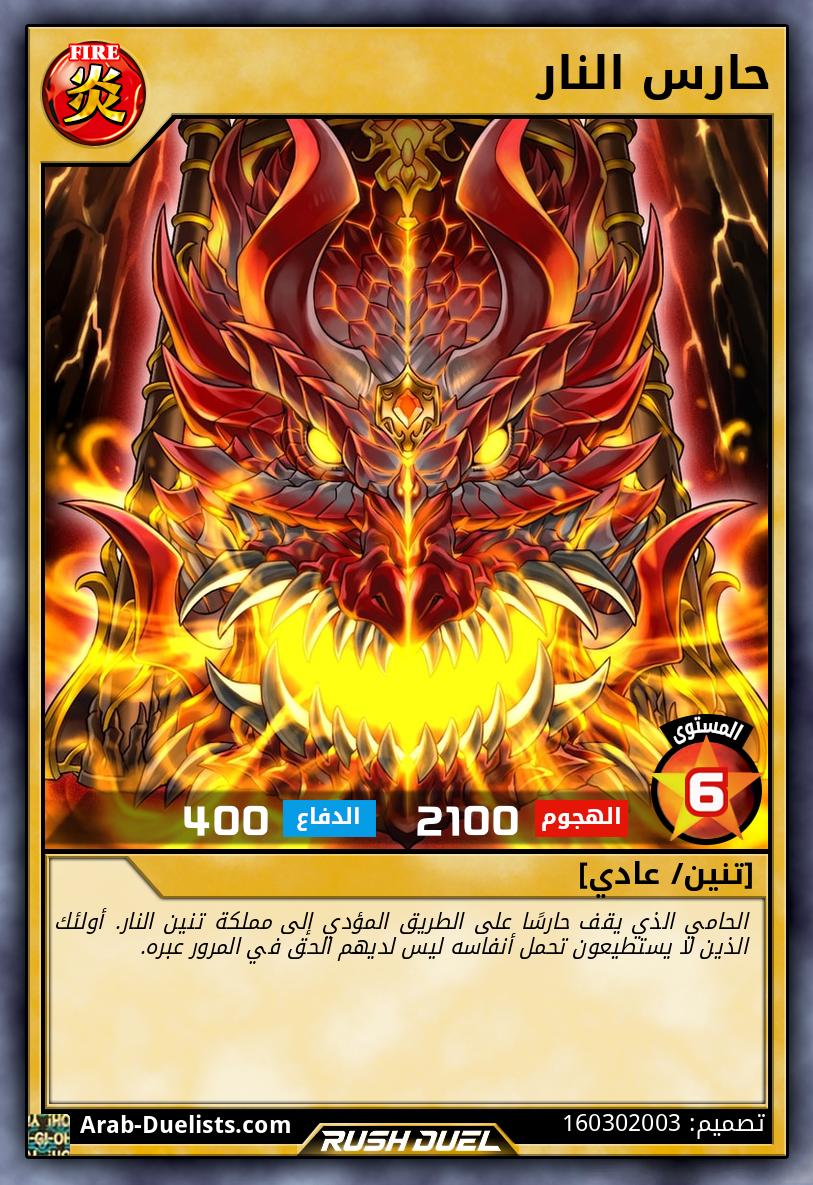 حارس النار
FIRE
炎
المستوى
6
الهجوم 2100
الدفاع 400
[تنين/ عادي]
الحامي الذي يقف حارسًا على الطريق المؤدي إلى مملكة تنين النار. أولئك
الذين لا يستطيعون تحمل أنفاسه ليس لديهم الحق في المرور عبره.
تصميم: 160302003
RUSH DUEL
Arab-Duelists.com